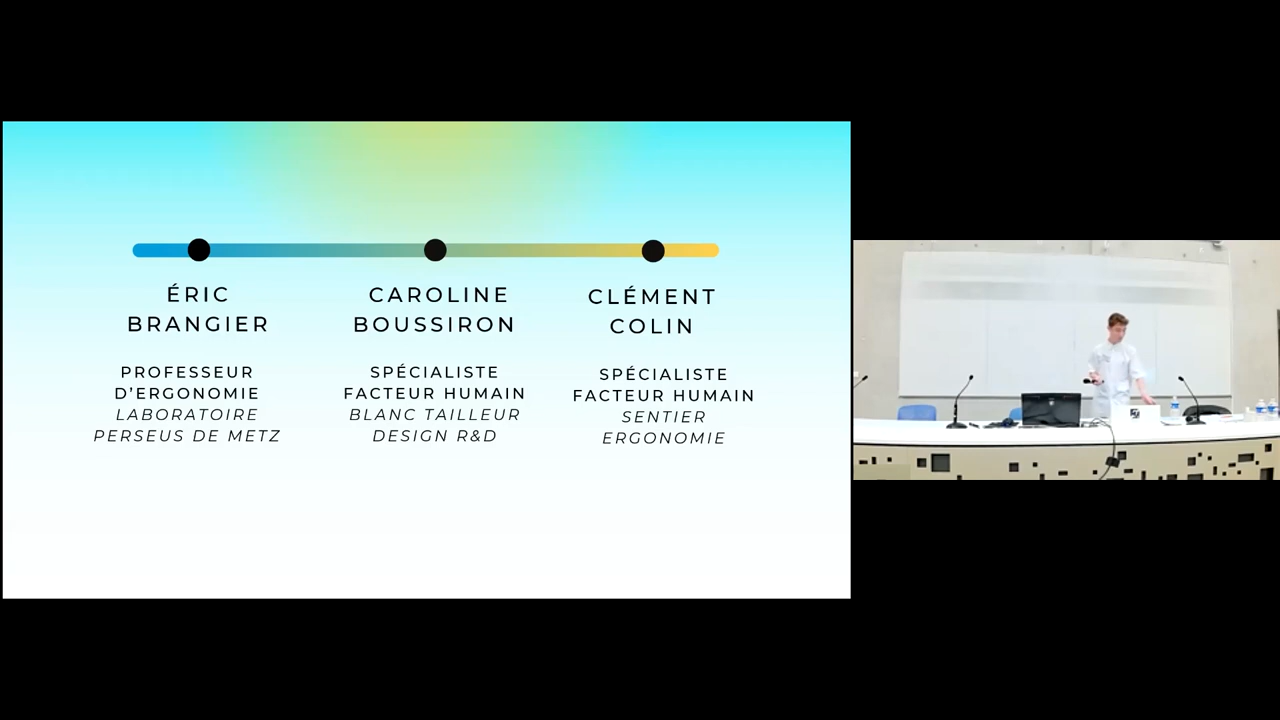 ÉRIC
BRANGIER
PROFESSEUR
D'ERGONOMIE
LABORATOIRE
PERSEUS DE METZ
CAROLINE
BOUSSIRON
SPÉCIALISTE
FACTEUR HUMAIN
BLANC TAILLEUR
DESIGN R&D
CLÉMENT
COLIN
SPÉCIALISTE
FACTEUR HUMAIN
SENTIER
ERGONOMIE